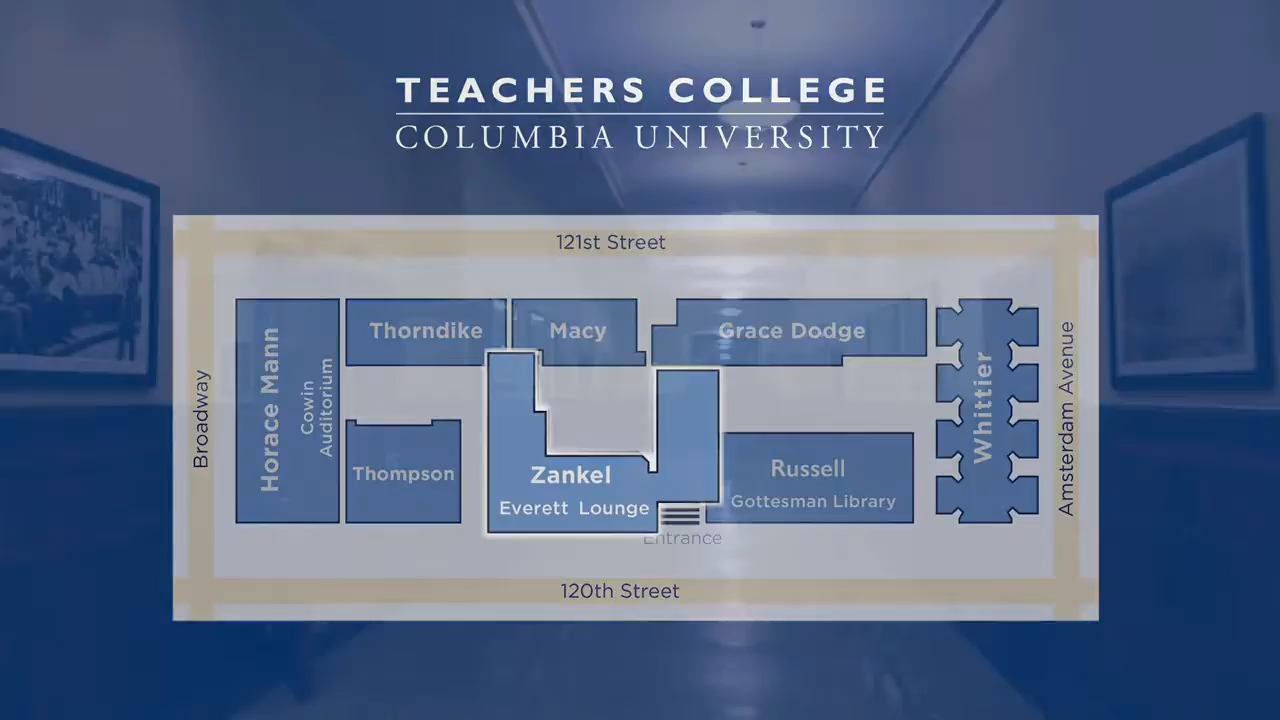 TEACHERS COLLEGE
COLUMBIA UNIVERSITY
121st Street
Thorndike
Macy
Grace Dodge
Horace Mann
Cowin
Auditorium
Broadway
Whittier
Amsterdam Avenue
Thompson
Zankel
Everett Lounge
Russell
Gottesman Library
Entrance
120th Street